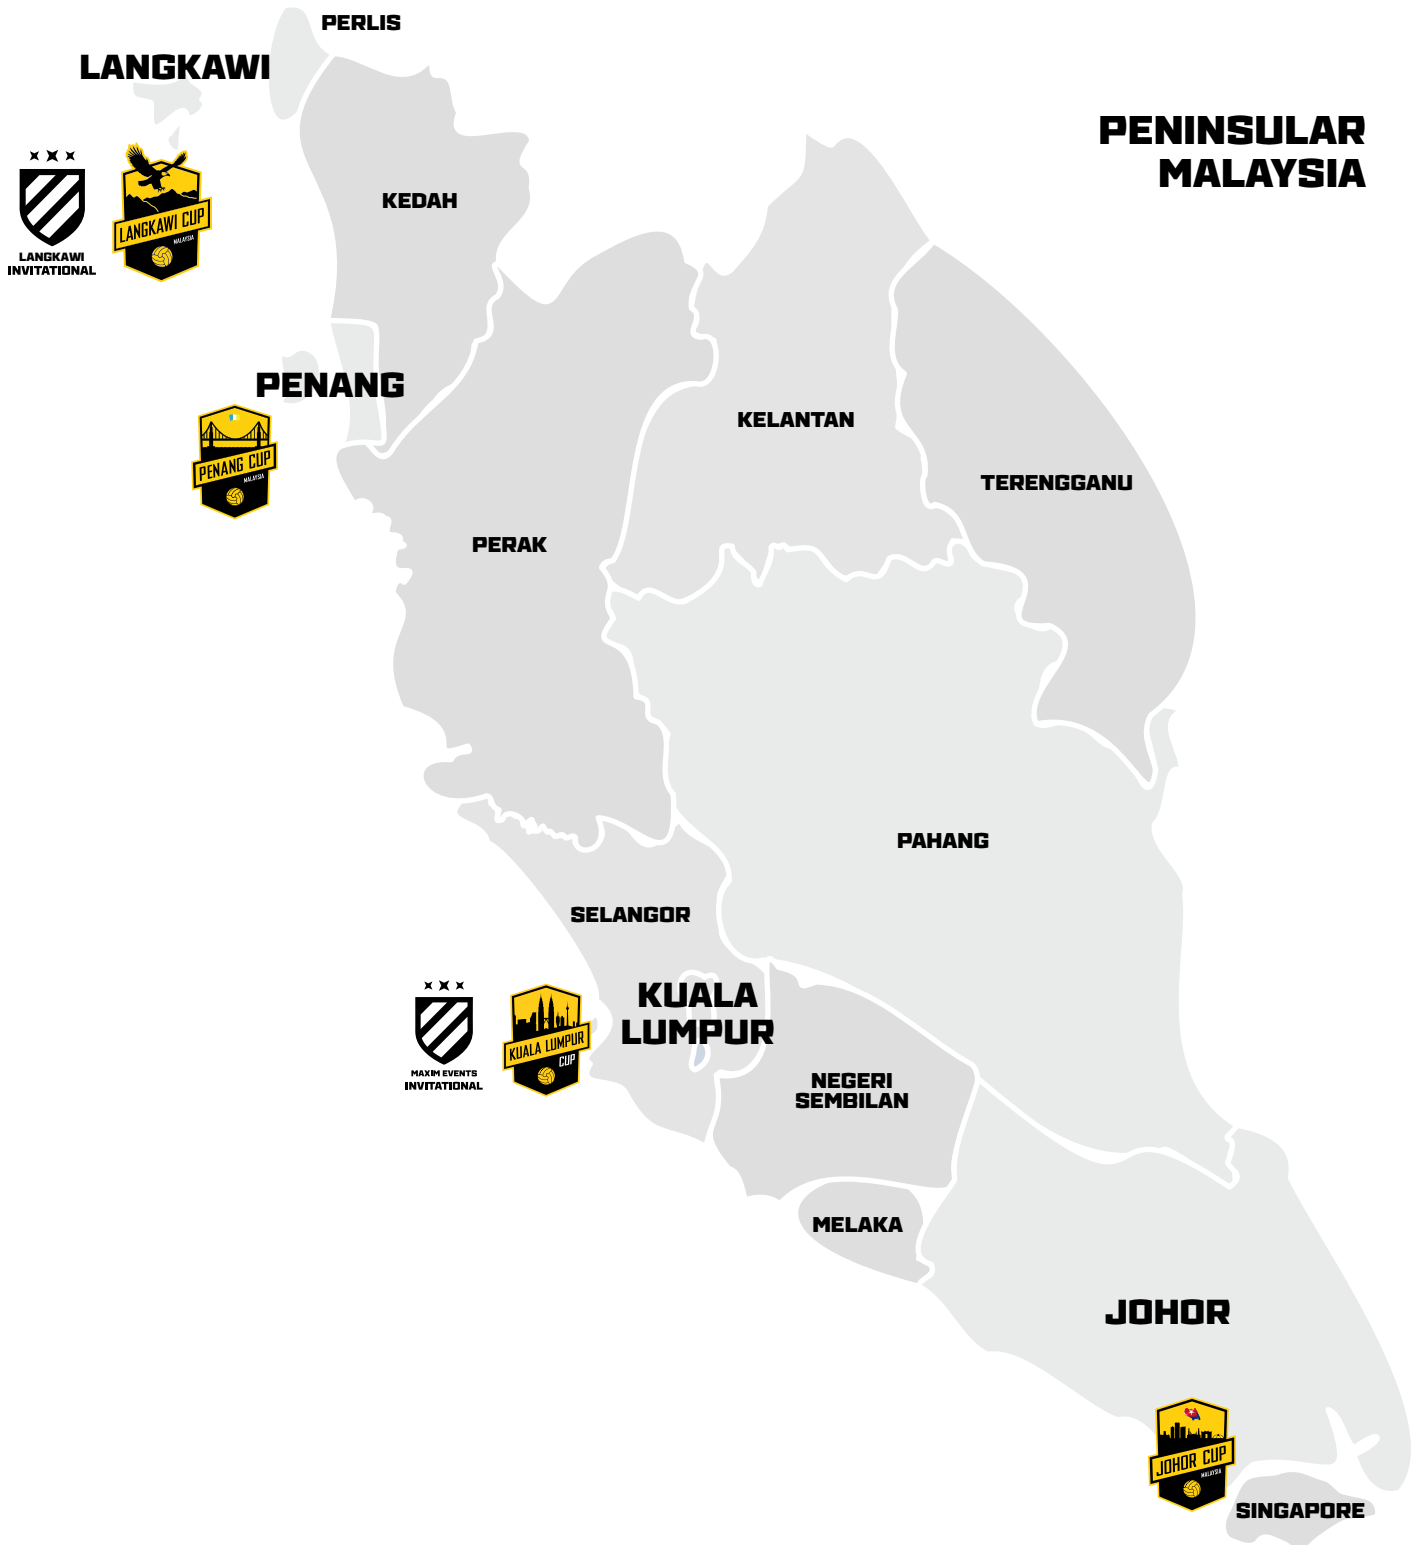 PERLIS
LANGKAWI
PENINSULAR
MALAYSIA
KEDAH
LANGKAWI CUP
MALAYSIA
LANGKAWI
INVITATIONAL
PENANG
PENANG CUP
MALAYSIA
KELANTAN
TERENGGANU
PERAK
PAHANG
SELANGOR
KUALA
LUMPUR
KUALA LUMPUR
CUP
MAXIM EVENTS
INVITATIONAL
NEGERI
SEMBILAN
MELAKA
JOHOR
JOHOR CUP
MALAYSIA
SINGAPORE